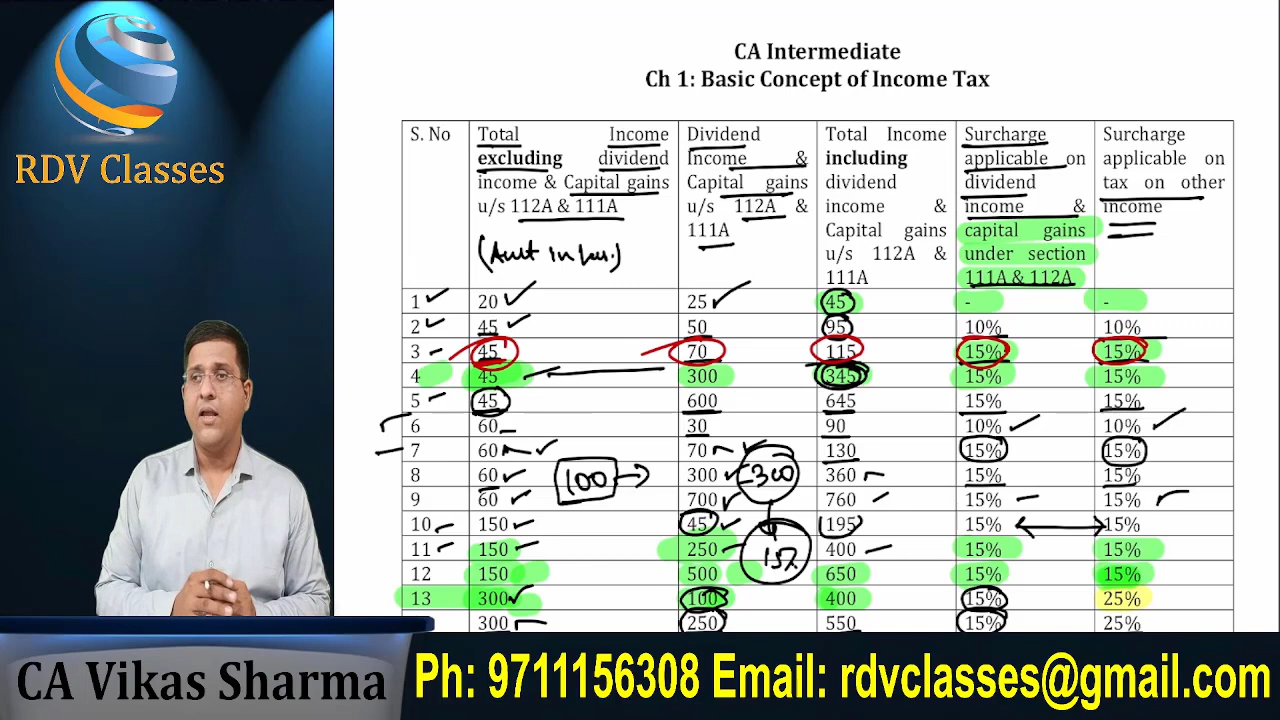 RDV Classes
CA Intermediate
Ch 1: Basic Concept of Income Tax
S. No
Total Income
excluding dividend
income & Capital gains
u/s 112A & 111A
(Amt in
Dividend
Income &
Capital gains
u/s 112A &
111A
Total Income
including
dividend
income &
Capital gains
u/s 112A &
111A
Surcharge
applicable on
dividend
income &
capital gains
under section
111A & 112A
Surcharge
applicable on
tax on other
income
1 20 25 45 - -
2 45 50 95 10% 10%
3 45 70 115 15% 15%
4 45 300 345 15% 15%
5 45 600 645 15% 15%
6 60 30 90 10% 10%
7 60 70 130 15% 15%
8 60 100 300 300 360 15% 15%
9 60 700 760 15% 15%
10 150 45 195 15% 15%
11 150 250 15% 400 15% 15%
12 150 500 650 15% 15%
13 300 100 400 15% 25%
300 250 550 15% 25%
CA Vikas Sharma
Ph: 9711156308 Email: rdvclasses@gmail.com